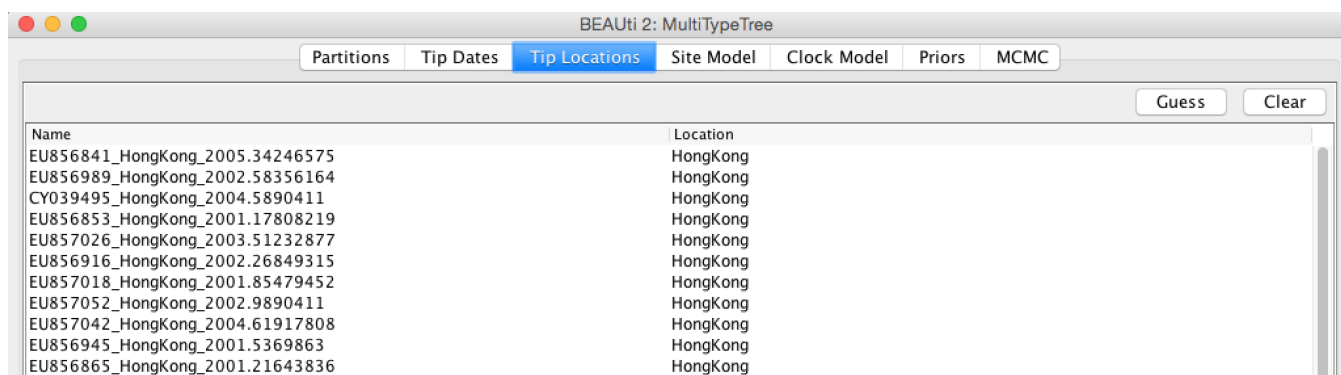 BEAUti 2: MultiTypeTree
Partitions Tip Dates Tip Locations Site Model Clock Model Priors MCMC
Guess Clear
Name Location
EU856841_HongKong_2005.34246575 HongKong
EU856989_HongKong_2002.58356164 HongKong
CY039495_HongKong_2004.5890411 HongKong
EU856853_HongKong_2001.17808219 HongKong
EU857026_HongKong_2003.51232877 HongKong
EU856916_HongKong_2002.26849315 HongKong
EU857018_HongKong_2001.85479452 HongKong
EU857052_HongKong_2002.9890411 HongKong
EU857042_HongKong_2004.61917808 HongKong
EU856945_HongKong_2001.5369863 HongKong
EU856865_HongKong_2001.21643836 HongKong